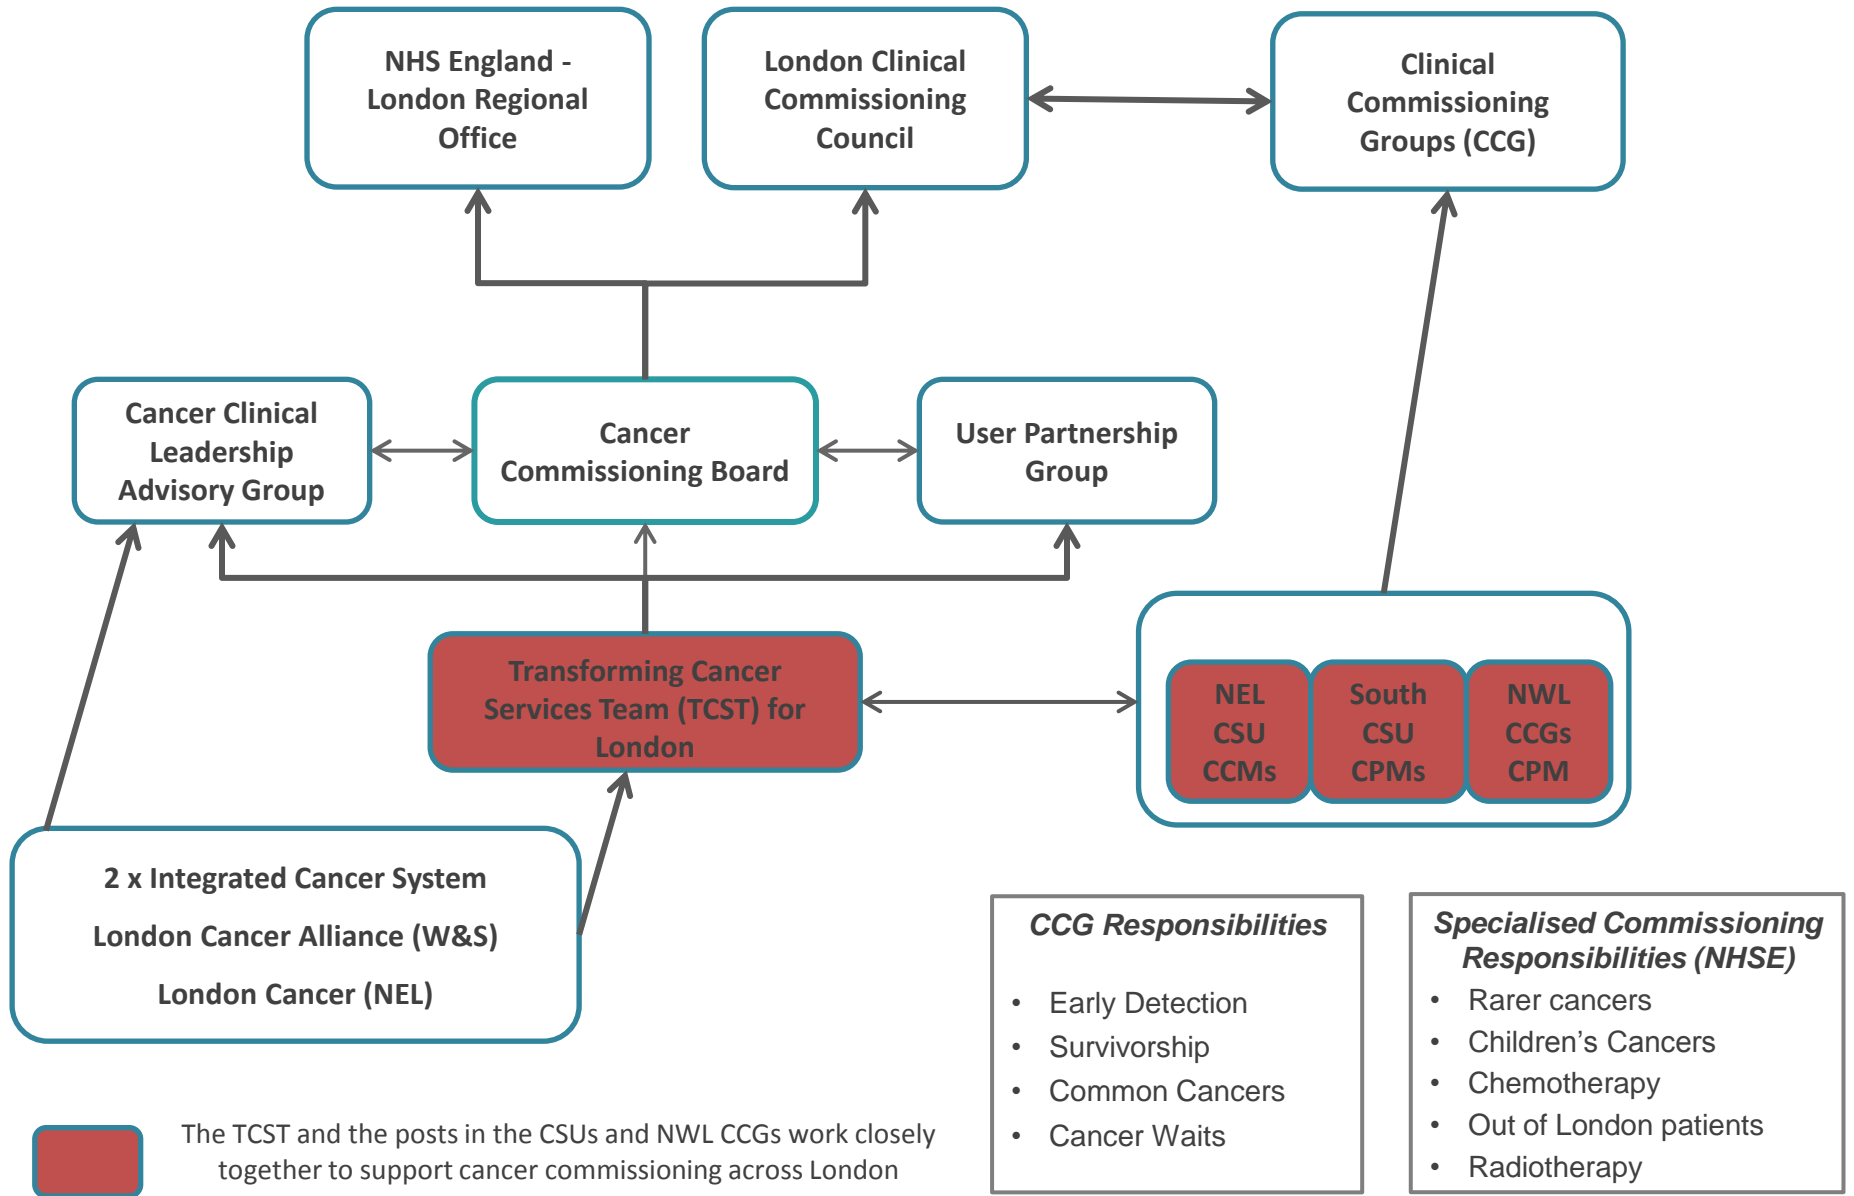 NHS England -
London Regional
Office
London Clinical
Commissioning
Council
Clinical
Commissioning
Groups (CCG)
Cancer Clinical
Leadership
Advisory Group
Cancer
Commissioning Board
User Partnership
Group
Transforming Cancer
Services Team (TCST) for
London
NEL
CSU
CCMs
South
CSU
CPMs
NWL
CCGs
CPM
2 x Integrated Cancer System
London Cancer Alliance (W&S)
London Cancer (NEL)
CCG Responsibilities
• Early Detection
• Survivorship
• Common Cancers
• Cancer Waits
Specialised Commissioning
Responsibilities (NHSE)
• Rarer cancers
• Children’s Cancers
• Chemotherapy
• Out of London patients
• Radiotherapy
The TCST and the posts in the CSUs and NWL CCGs work closely
together to support cancer commissioning across London